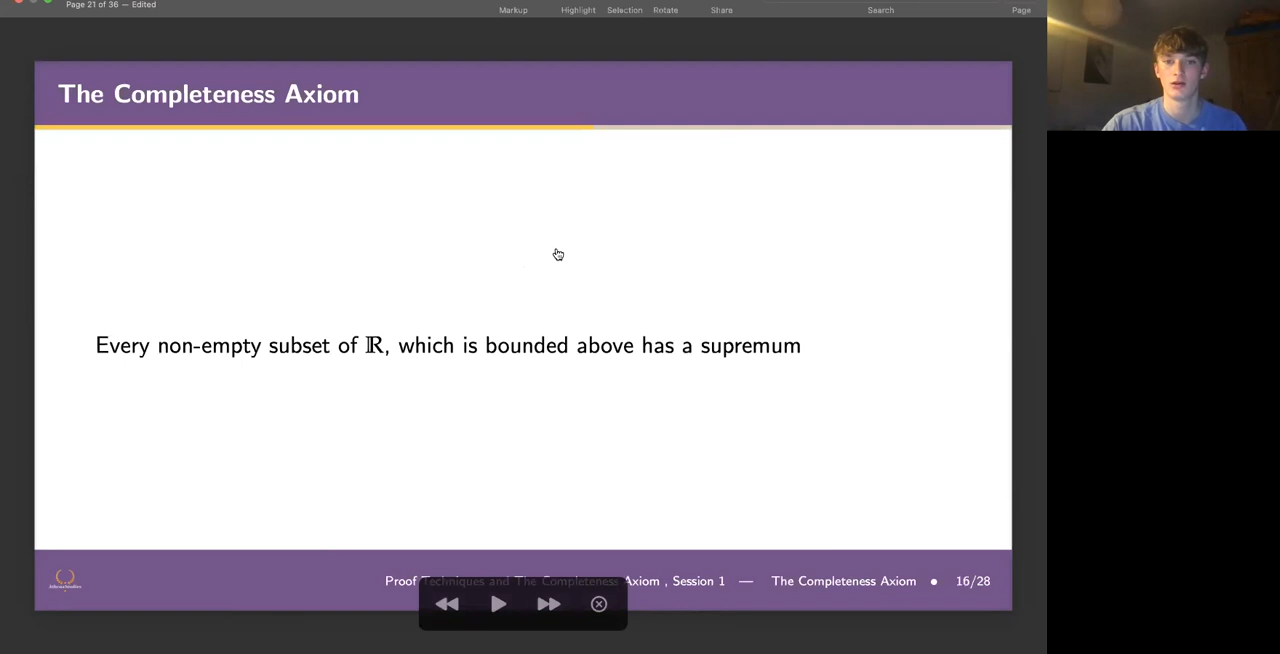 Page 21 of 36 — Edited
Markup Highlight Selection Rotate Share Search Page
The Completeness Axiom
Every non-empty subset of ℝ, which is bounded above has a supremum
Proof Techniques and The Completeness Axiom , Session 1 — The Completeness Axiom • 16/28